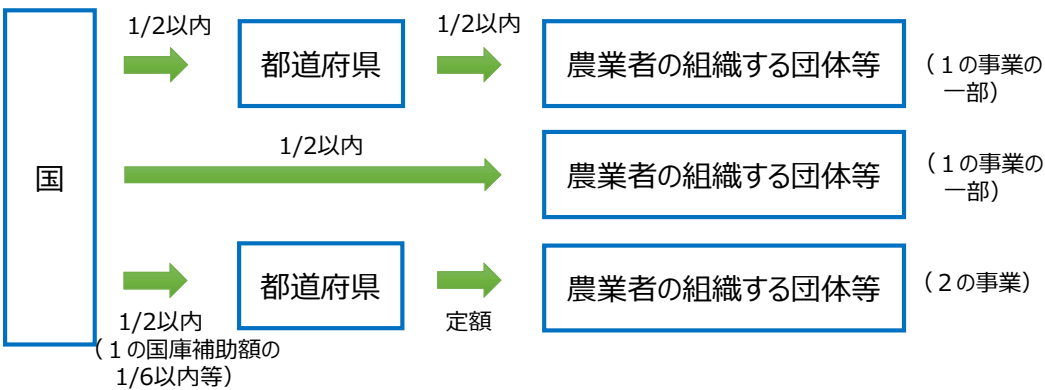 国
1/2以内
都道府県
1/2以内
農業者の組織する団体等
（１の事業の
一部）
1/2以内
農業者の組織する団体等
（１の事業の
一部）
1/2以内
（１の国庫補助額の
1/6以内等）
都道府県
定額
農業者の組織する団体等
（２の事業）